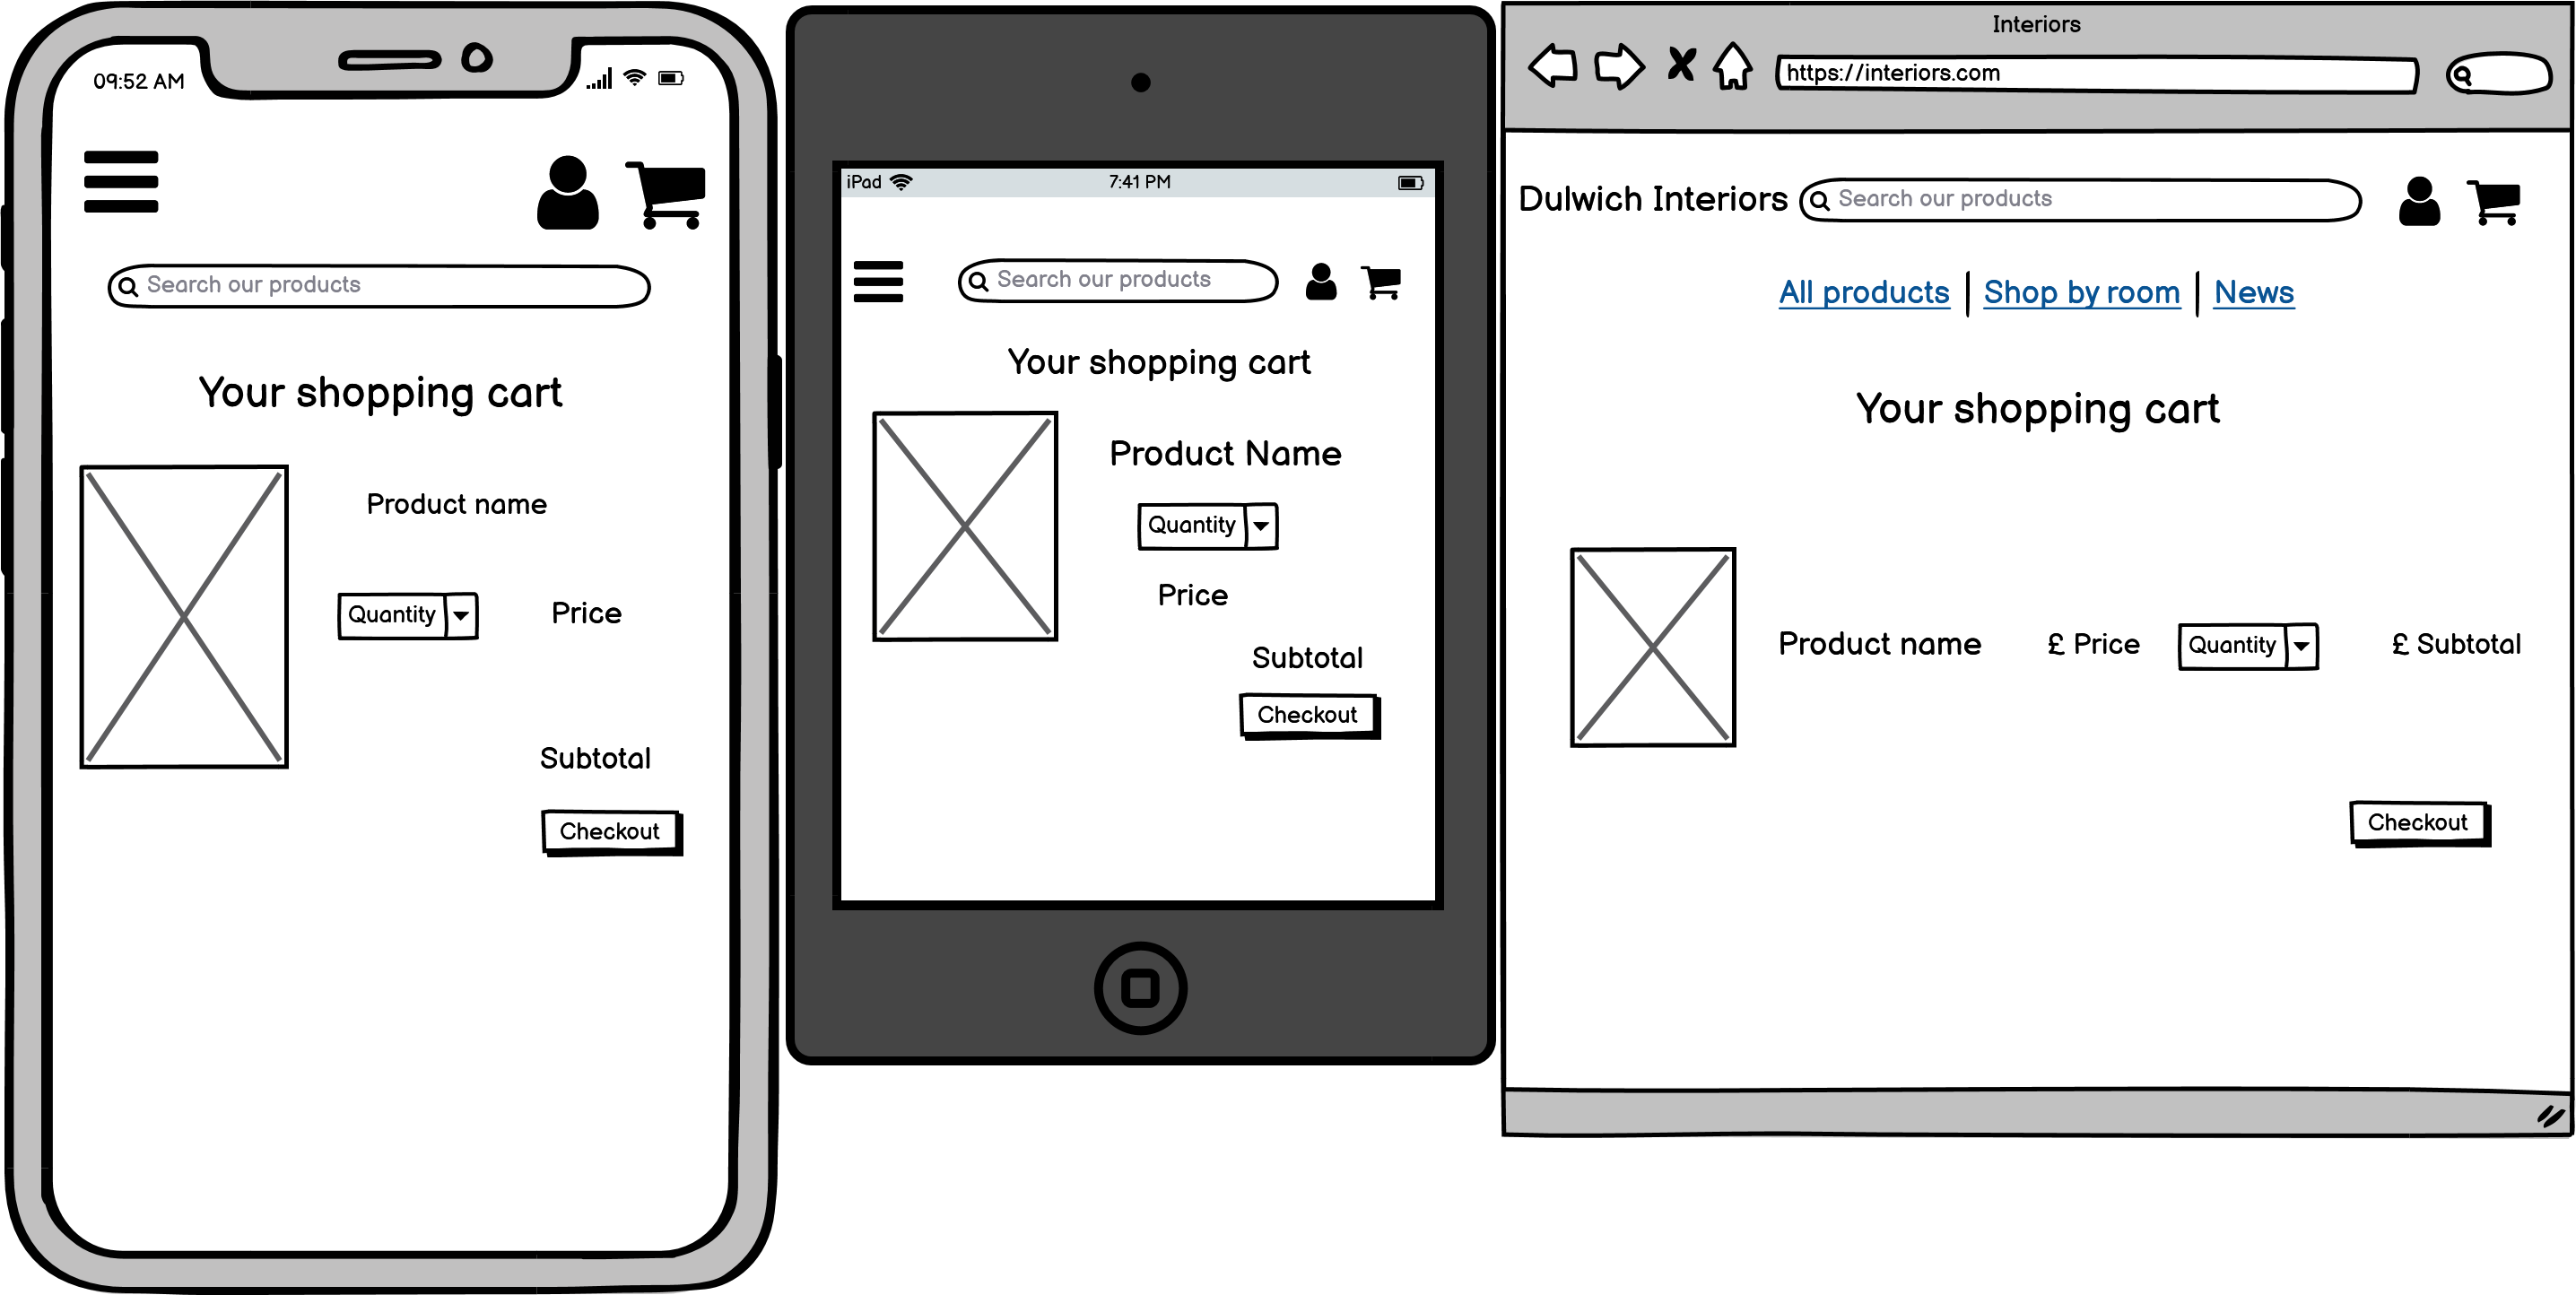 09:52 AM
Search our products
Your shopping cart
Product name
Quantity
Price
Subtotal
Checkout
iPad
7:41 PM
Search our products
Your shopping cart
Product Name
Quantity
Price
Subtotal
Checkout
Interiors
https://interiors.com
Dulwich Interiors
Search our products
All products | Shop by room | News
Your shopping cart
Product name
£ Price
Quantity
£ Subtotal
Checkout